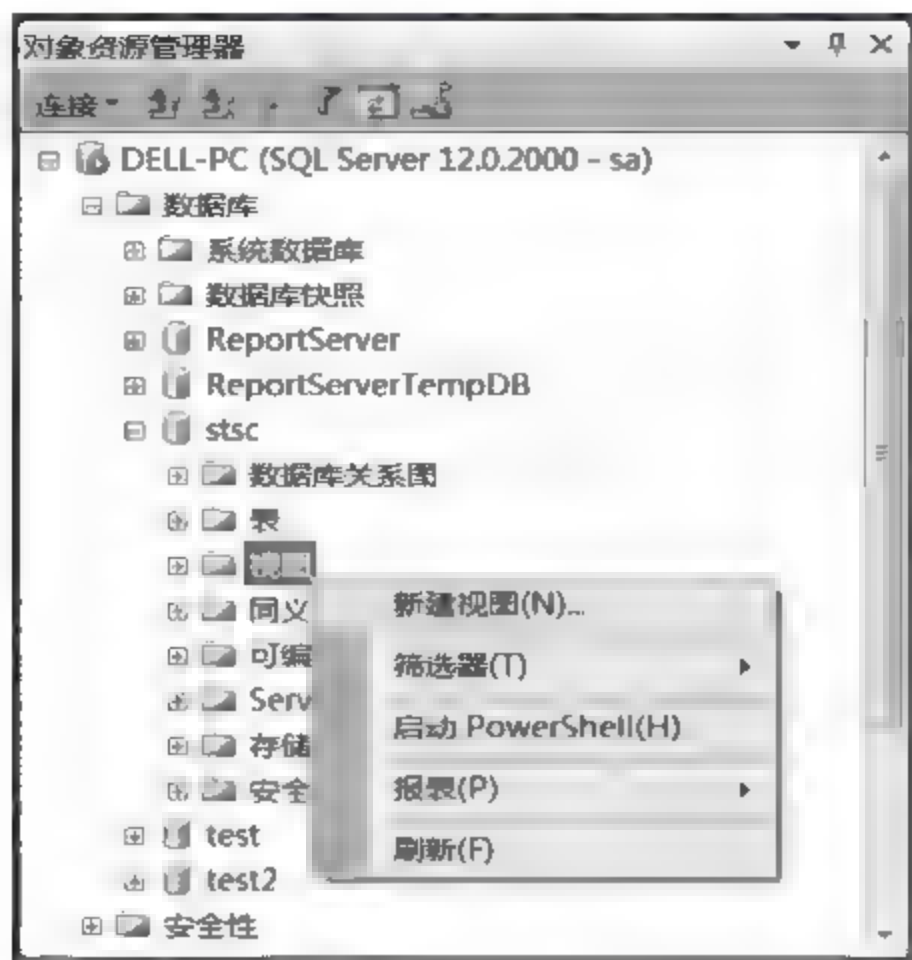 对象资源管理器
连接
DELL-PC (SQL Server 12.0.2000 - sa)
数据库
系统数据库
数据库快照
ReportServer
ReportServerTempDB
stsc
数据库关系图
表
同义
可编
Serv
存储
安全
test
test2
安全性
新建视图(N)...
筛选器(T)
启动 PowerShell(H)
报表(P)
刷新(F)